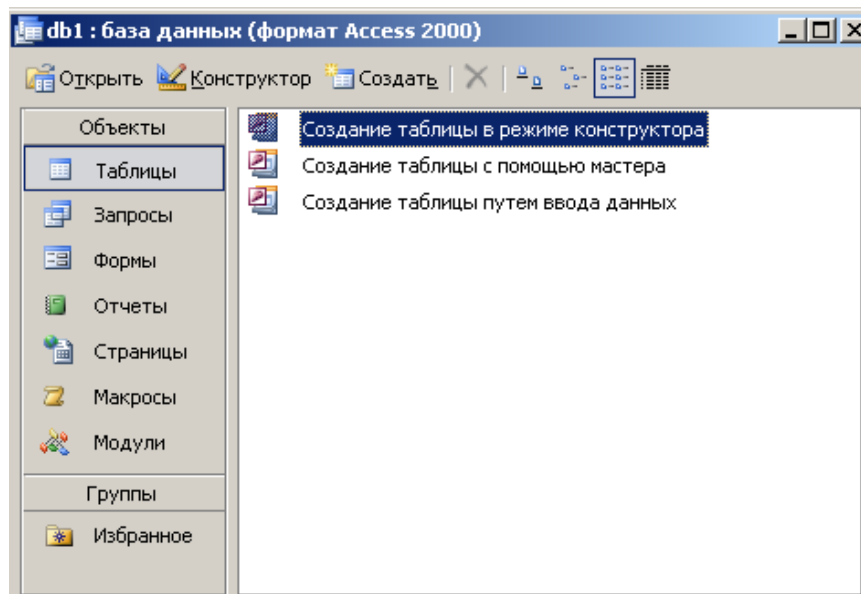 db1 : база данных (формат Access 2000)
Открыть Конструктор Создать
Объекты
Таблицы
Запросы
Формы
Отчеты
Страницы
Макросы
Модули
Группы
Избранное
Создание таблицы в режиме конструктора
Создание таблицы с помощью мастера
Создание таблицы путем ввода данных